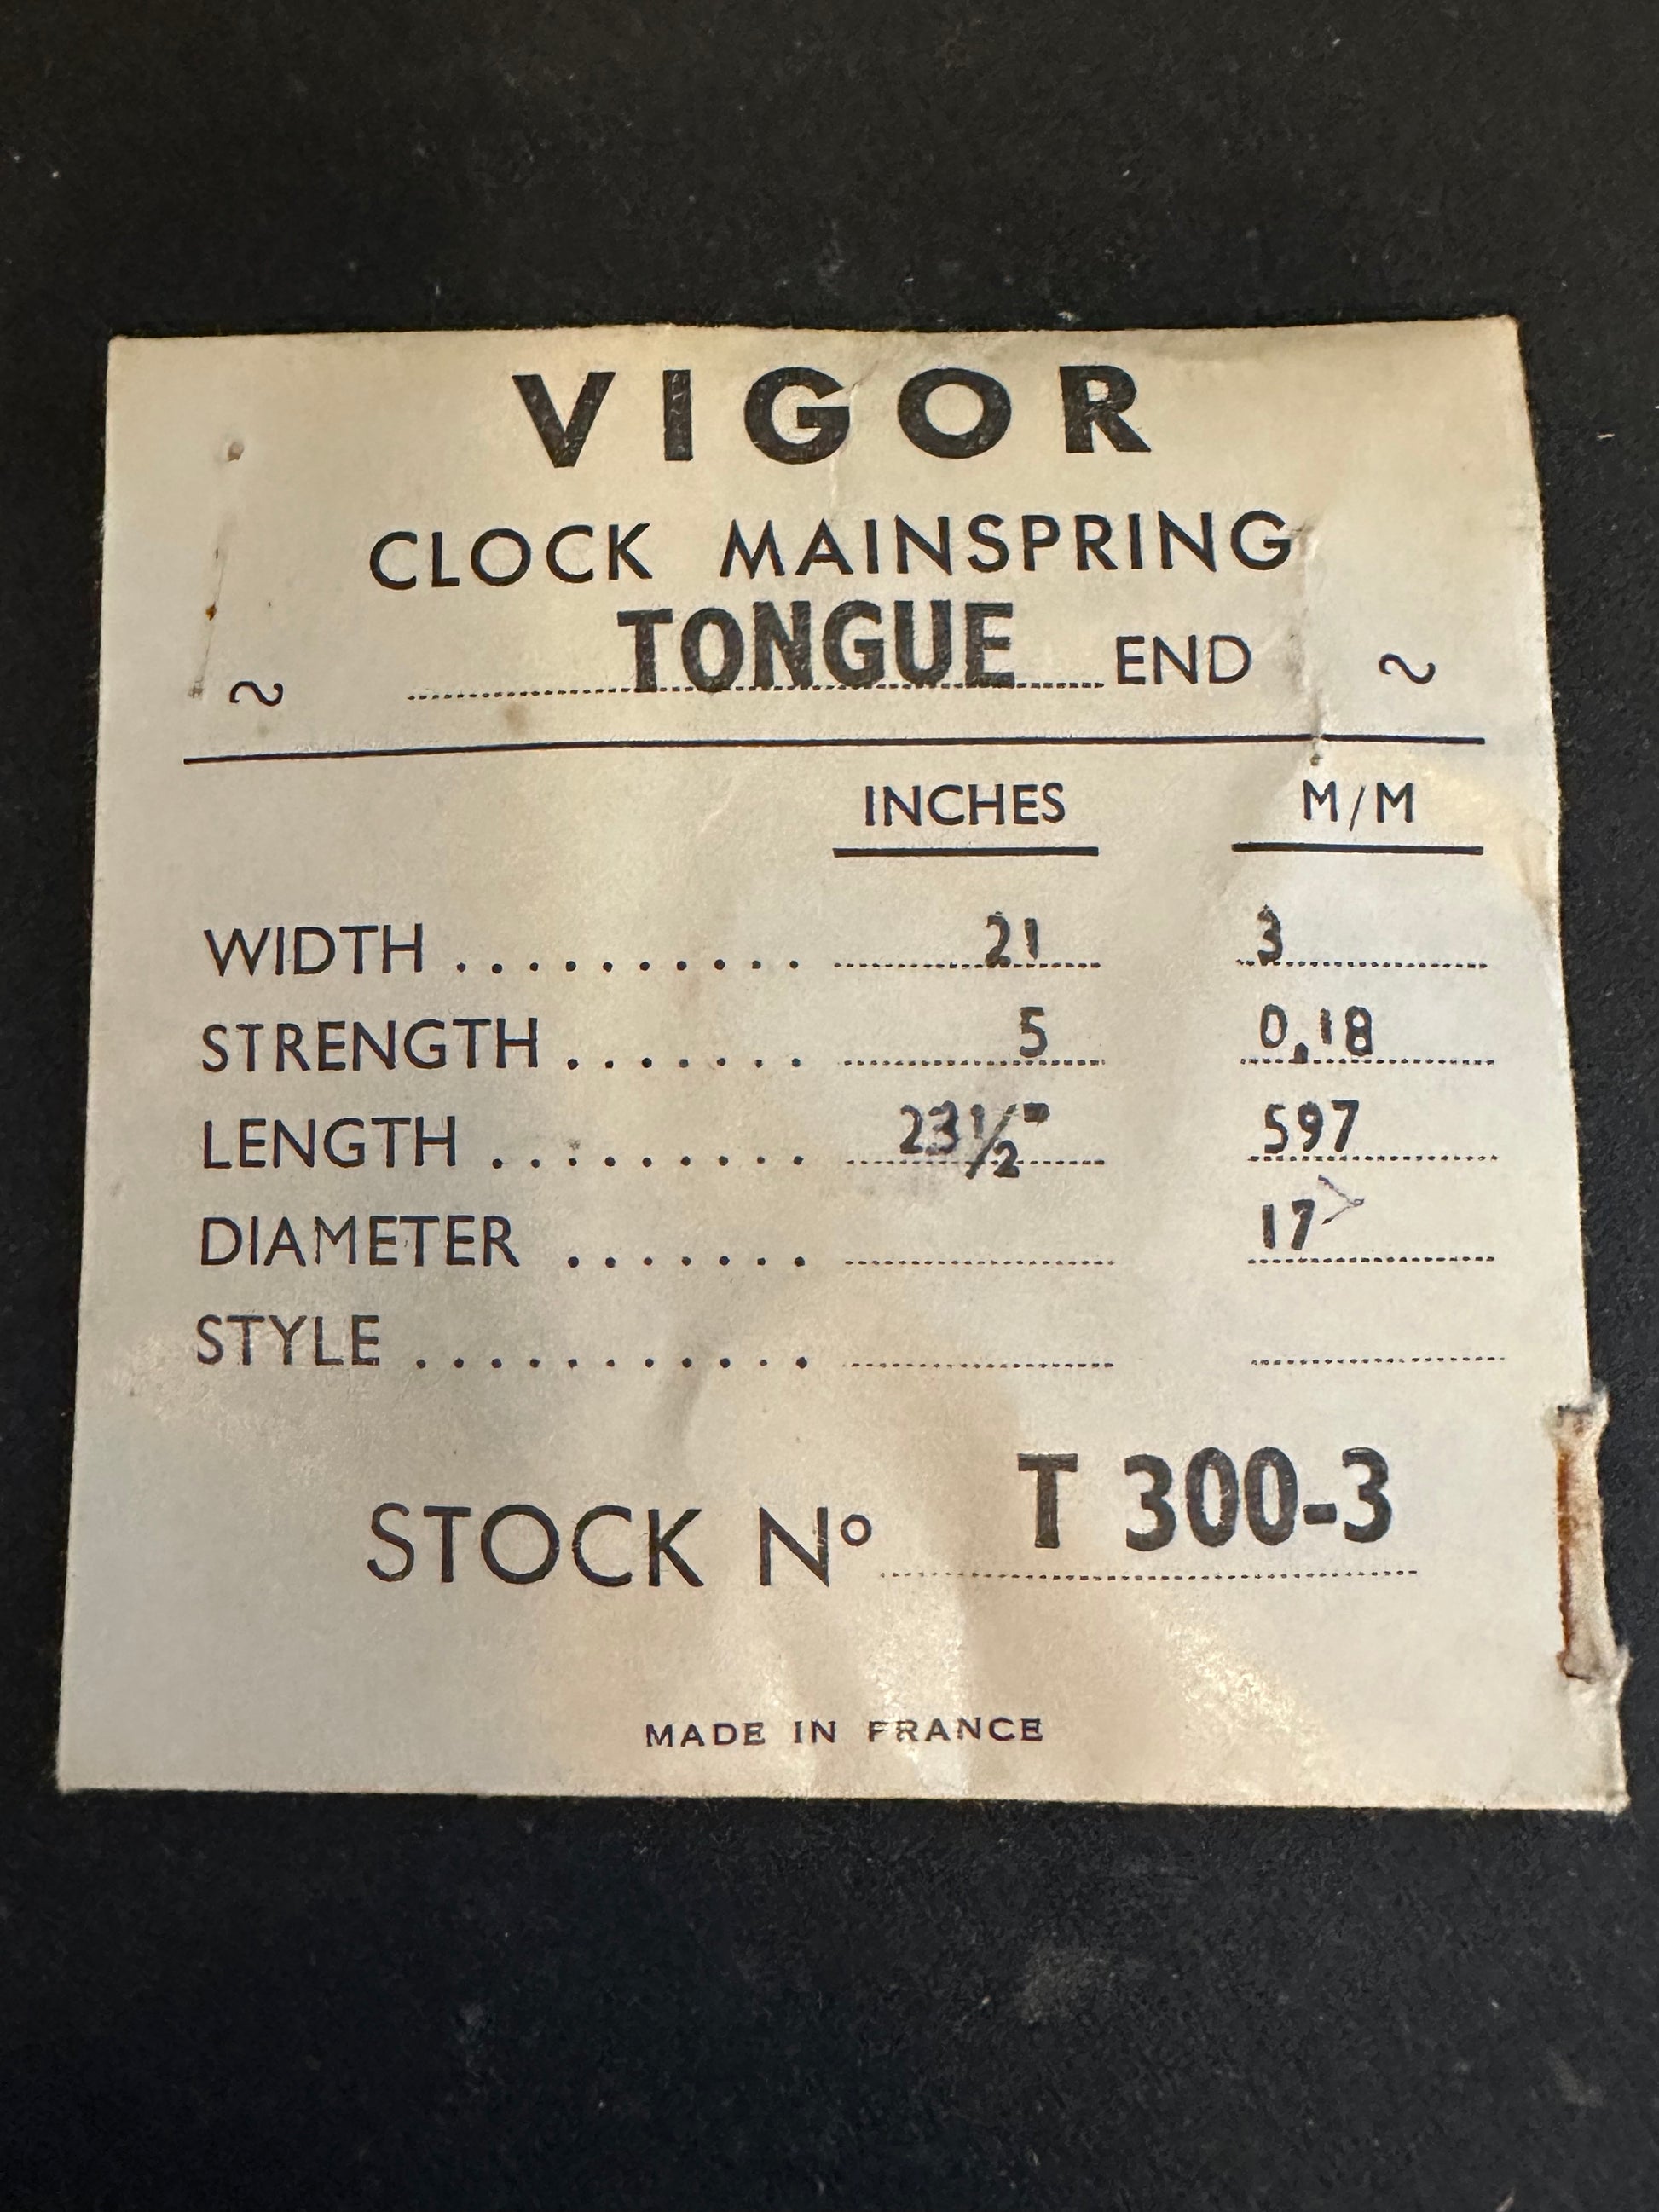 VIGOR
CLOCK MAINSPRING
~ TONGUE END ~
INCHES M/M
WIDTH .......... 21 3
STRENGTH ....... 5 0,18
LENGTH ......... 23½" 597
DIAMETER ....... 17
STYLE ...........
STOCK Nº T 300-3
MADE IN FRANCE